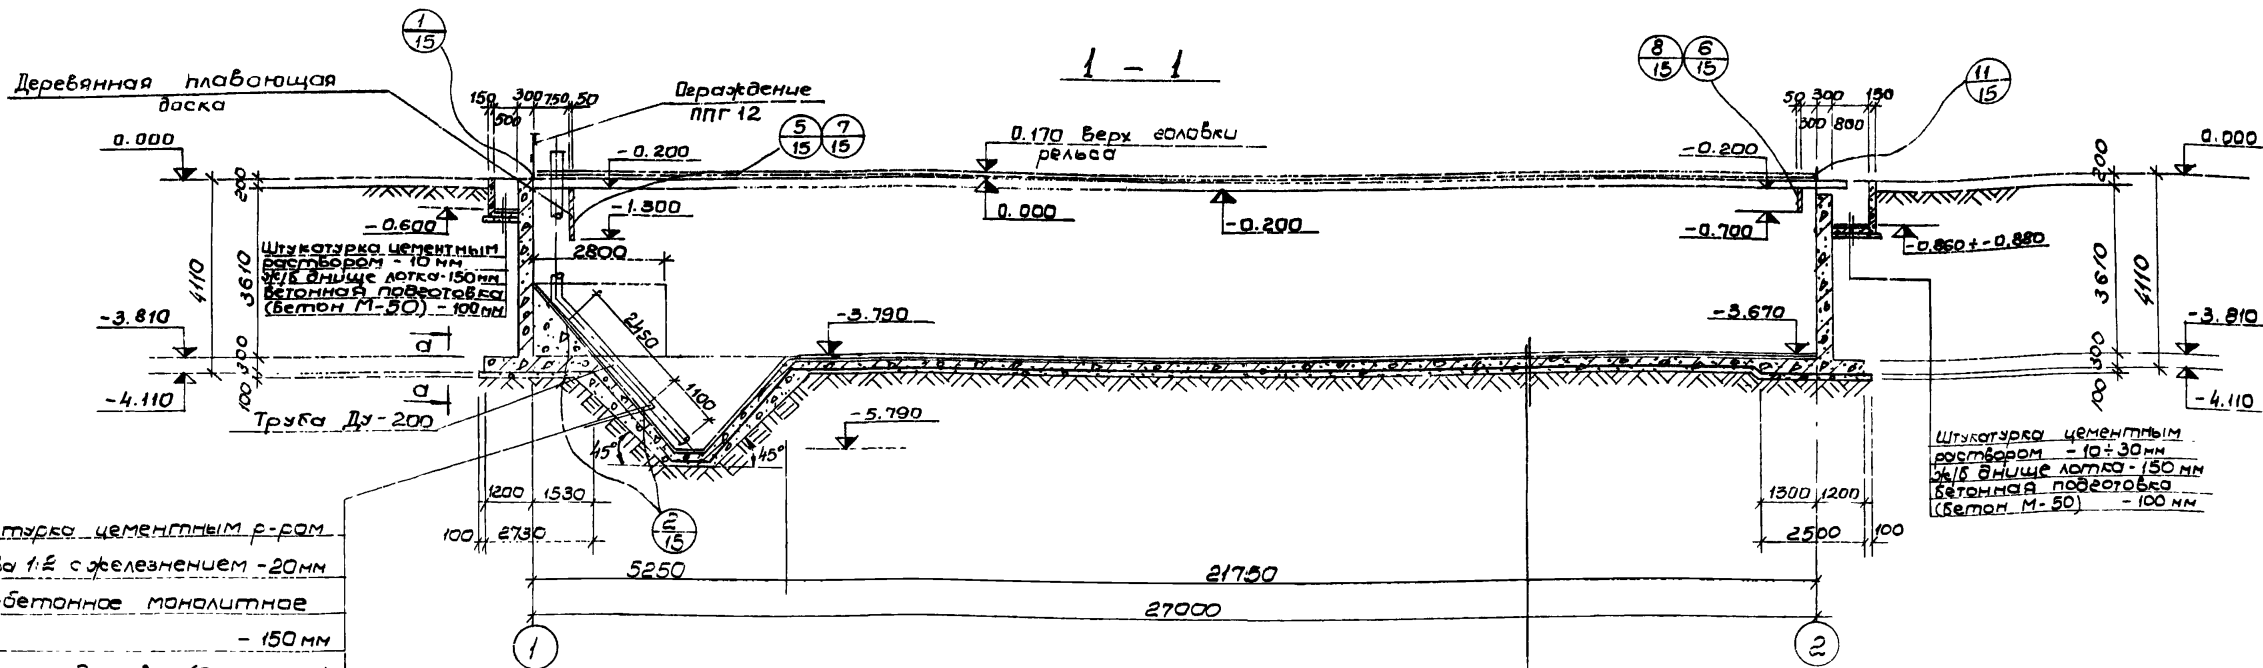 1 - 1
1
15
Деревянная плавающая
доска
150 300 750 50
500
Ограждение
ППГ 12
5
15
7
15
0.170 верх головки
рельса
8
15
6
15
11
15
50 300 150
300 800
0.000
-0.200
-0.200
0.000
200
-1.300
0.000
-0.200
-0.700
200
-0.600
-0.860÷-0.880
Штукатурка цементным
раствором - 10 мм
ж/б днище лотка-150мм
бетонная подготовка
(бетон М-50) - 100мм
2800
4110
3610
3610
4110
-3.810
2450
-3.790
-3.670
-3.810
а
300
300
а
1100
-4.110
100
-5.790
100
-4.110
Труба Ду-200
45°
45°
Штукатурка цементным
раствором - 10÷30мм
ж/б днище лотка-150 мм
бетонная подготовка
(бетон М-50) - 100 мм
1200 1530
1300 1200
100 2730
2
15
2500 100
цементным р-ром
1:2 с железнением -20мм
бетонное монолитное
- 150мм
5250
21750
27000
1
2